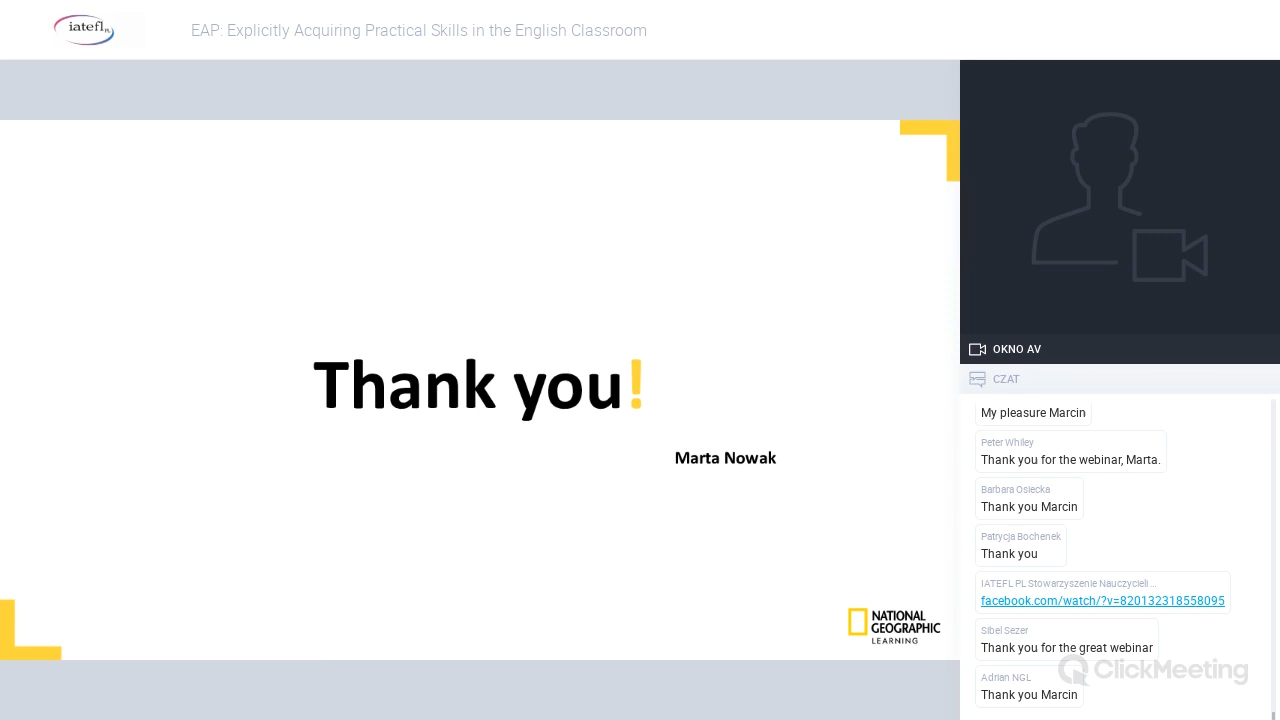 iatefl PL
EAP: Explicitly Acquiring Practical Skills in the English Classroom
Thank you!
Marta Nowak
NATIONAL
GEOGRAPHIC
LEARNING
OKNO AV
CZAT
My pleasure Marcin
Peter Whiley
Thank you for the webinar, Marta.
Barbara Osiecka
Thank you Marcin
Patrycja Bochenek
Thank you
IATEFL PL Stowarzyszenie Nauczycieli ...
facebook.com/watch/?v=820132318558095
Sibel Sezer
Thank you for the great webinar
Adrian NGL
Thank you Marcin
ClickMeeting